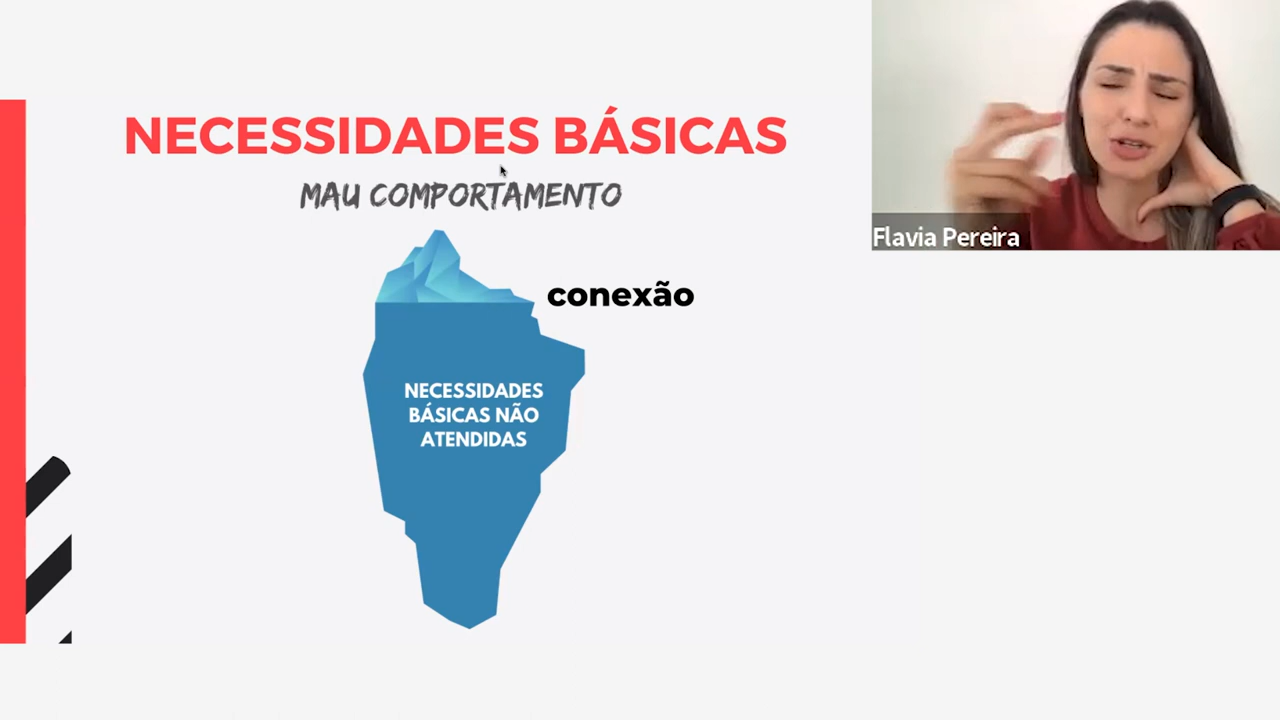 NECESSIDADES BÁSICAS
MAU COMPORTAMENTO
conexão
NECESSIDADES
BÁSICAS NÃO
ATENDIDAS
Flavia Pereira